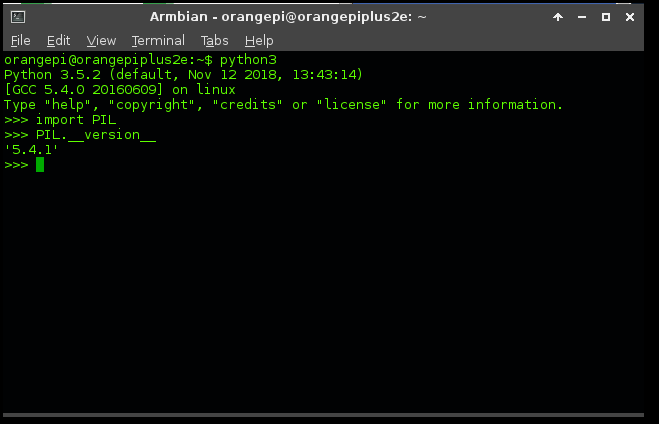 Armbian - orangepi@orangepiplus2e: ~
File Edit View Terminal Tabs Help
orangepi@orangepiplus2e:~$ python3
Python 3.5.2 (default, Nov 12 2018, 13:43:14)
[GCC 5.4.0 20160609] on linux
Type "help", "copyright", "credits" or "license" for more information.
>>> import PIL
>>> PIL.__version__
'5.4.1'
>>>